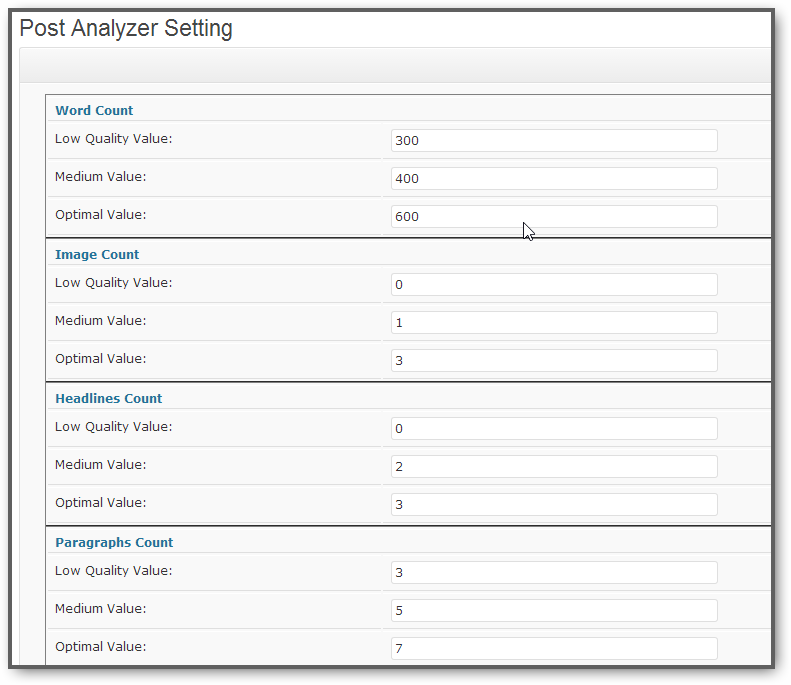 Post Analyzer Setting
Word Count
Low Quality Value: 300
Medium Value: 400
Optimal Value: 600
Image Count
Low Quality Value: 0
Medium Value: 1
Optimal Value: 3
Headlines Count
Low Quality Value: 0
Medium Value: 2
Optimal Value: 3
Paragraphs Count
Low Quality Value: 3
Medium Value: 5
Optimal Value: 7